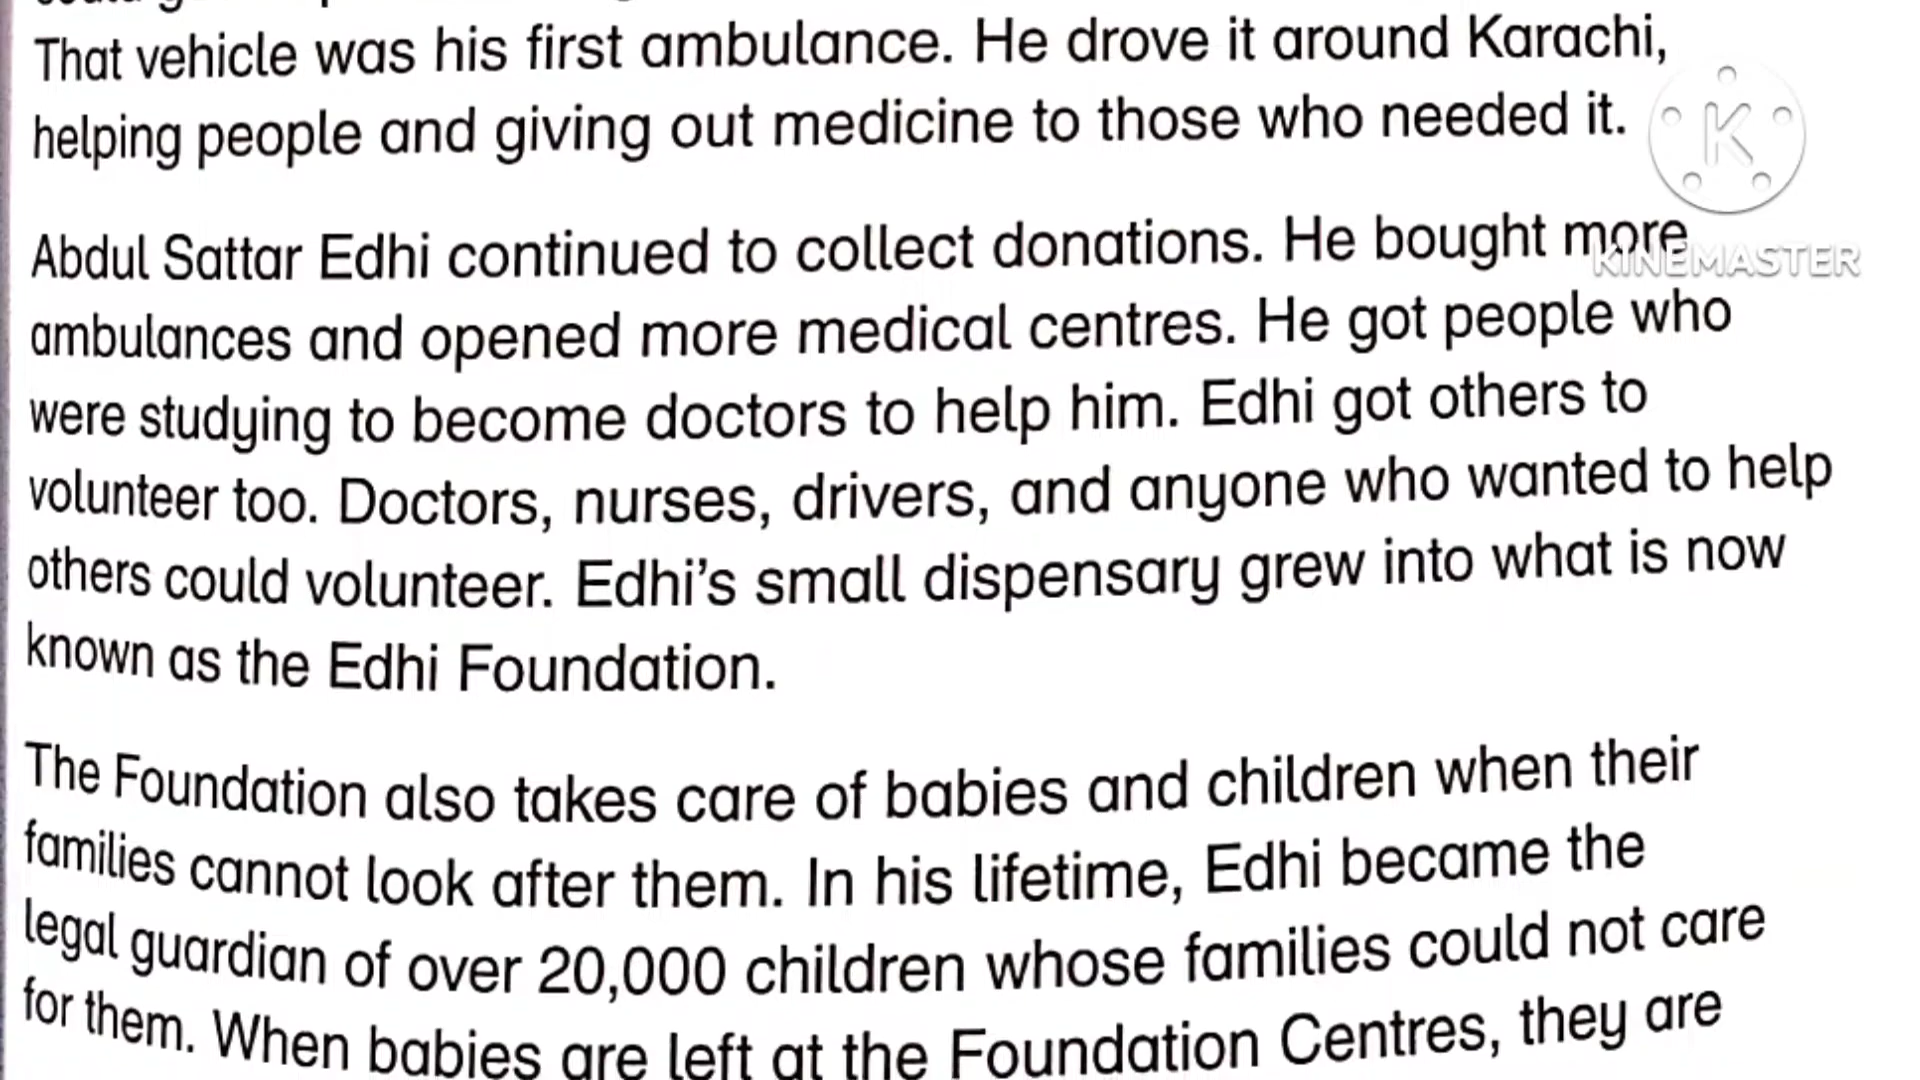 That vehicle was his first ambulance. He drove it around Karachi,
helping people and giving out medicine to those who needed it.
K
KINEMASTER
Abdul Sattar Edhi continued to collect donations. He bought more
ambulances and opened more medical centres. He got people who
were studying to become doctors to help him. Edhi got others to
volunteer too. Doctors, nurses, drivers, and anyone who wanted to help
others could volunteer. Edhi's small dispensary grew into what is now
known as the Edhi Foundation.
The Foundation also takes care of babies and children when their
families cannot look after them. In his lifetime, Edhi became the
legal guardian of over 20,000 children whose families could not care
for them. When babies are left at the Foundation Centres, they are